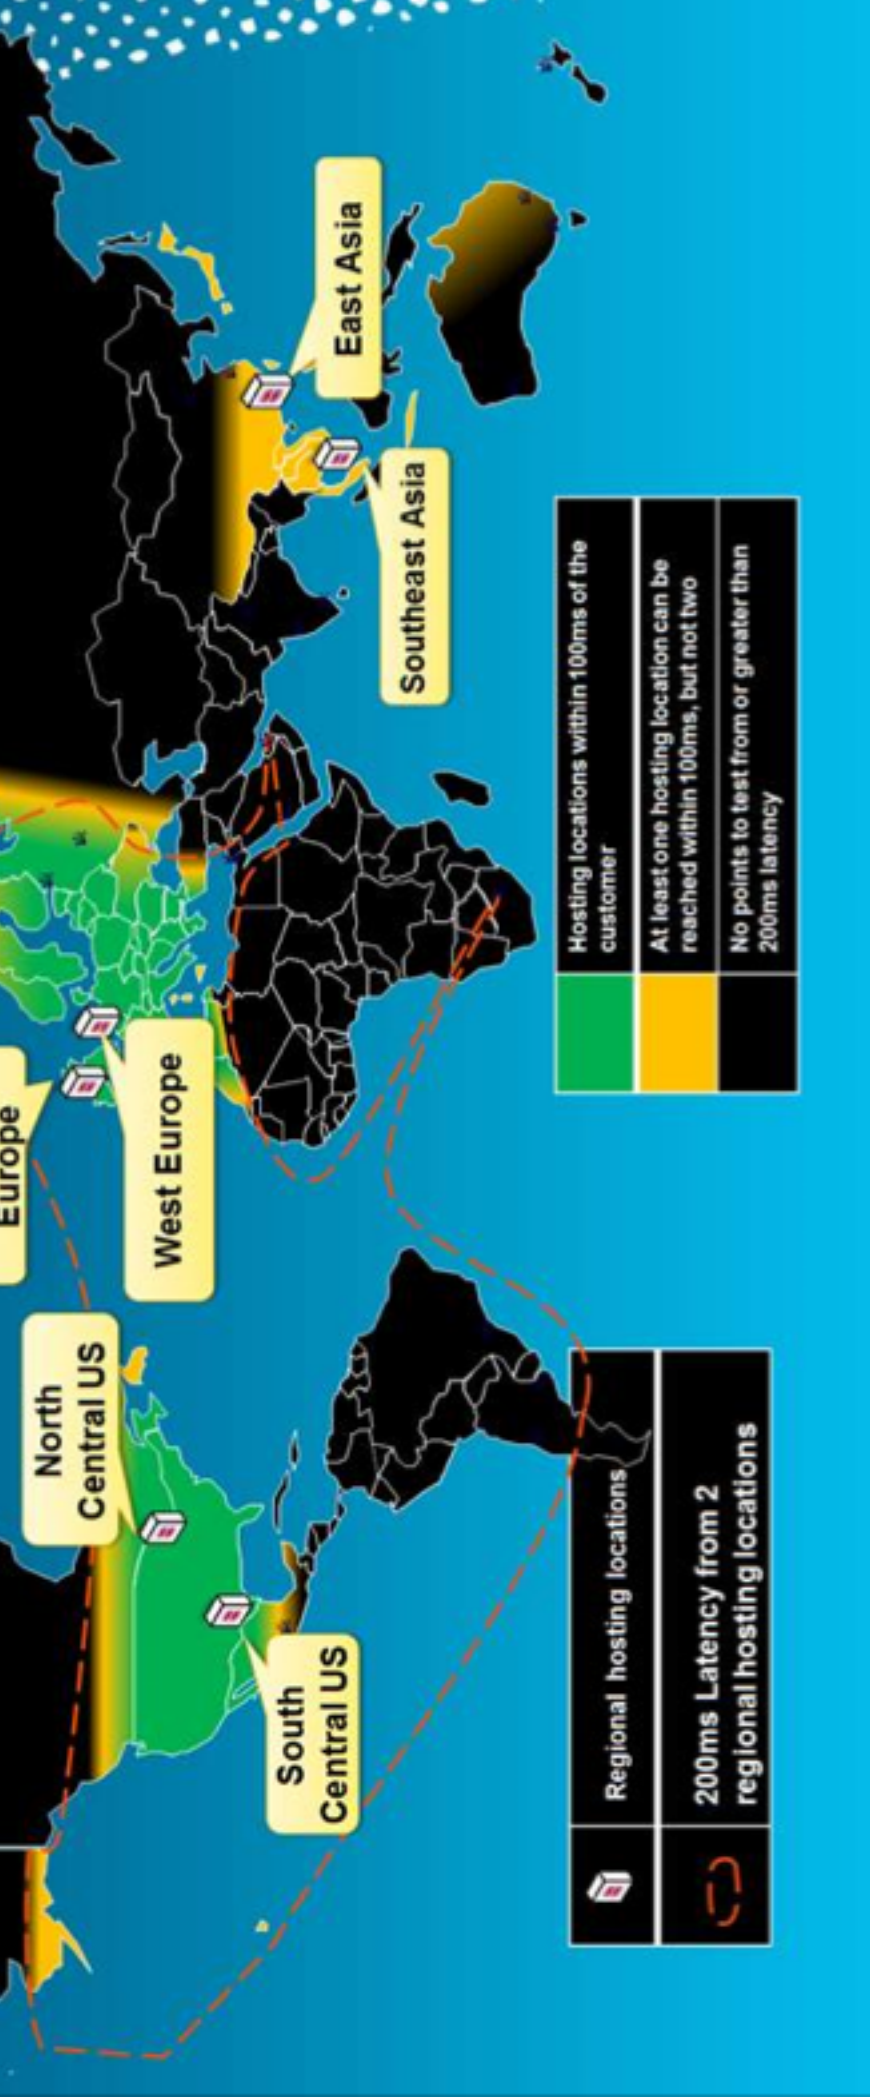 Europe
North
Central US
West Europe
South
Central US
East Asia
Southeast Asia
Regional hosting locations
200ms Latency from 2
regional hosting locations
Hosting locations within 100ms of the
customer
At least one hosting location can be
reached within 100ms, but not two
No points to test from or greater than
200ms latency